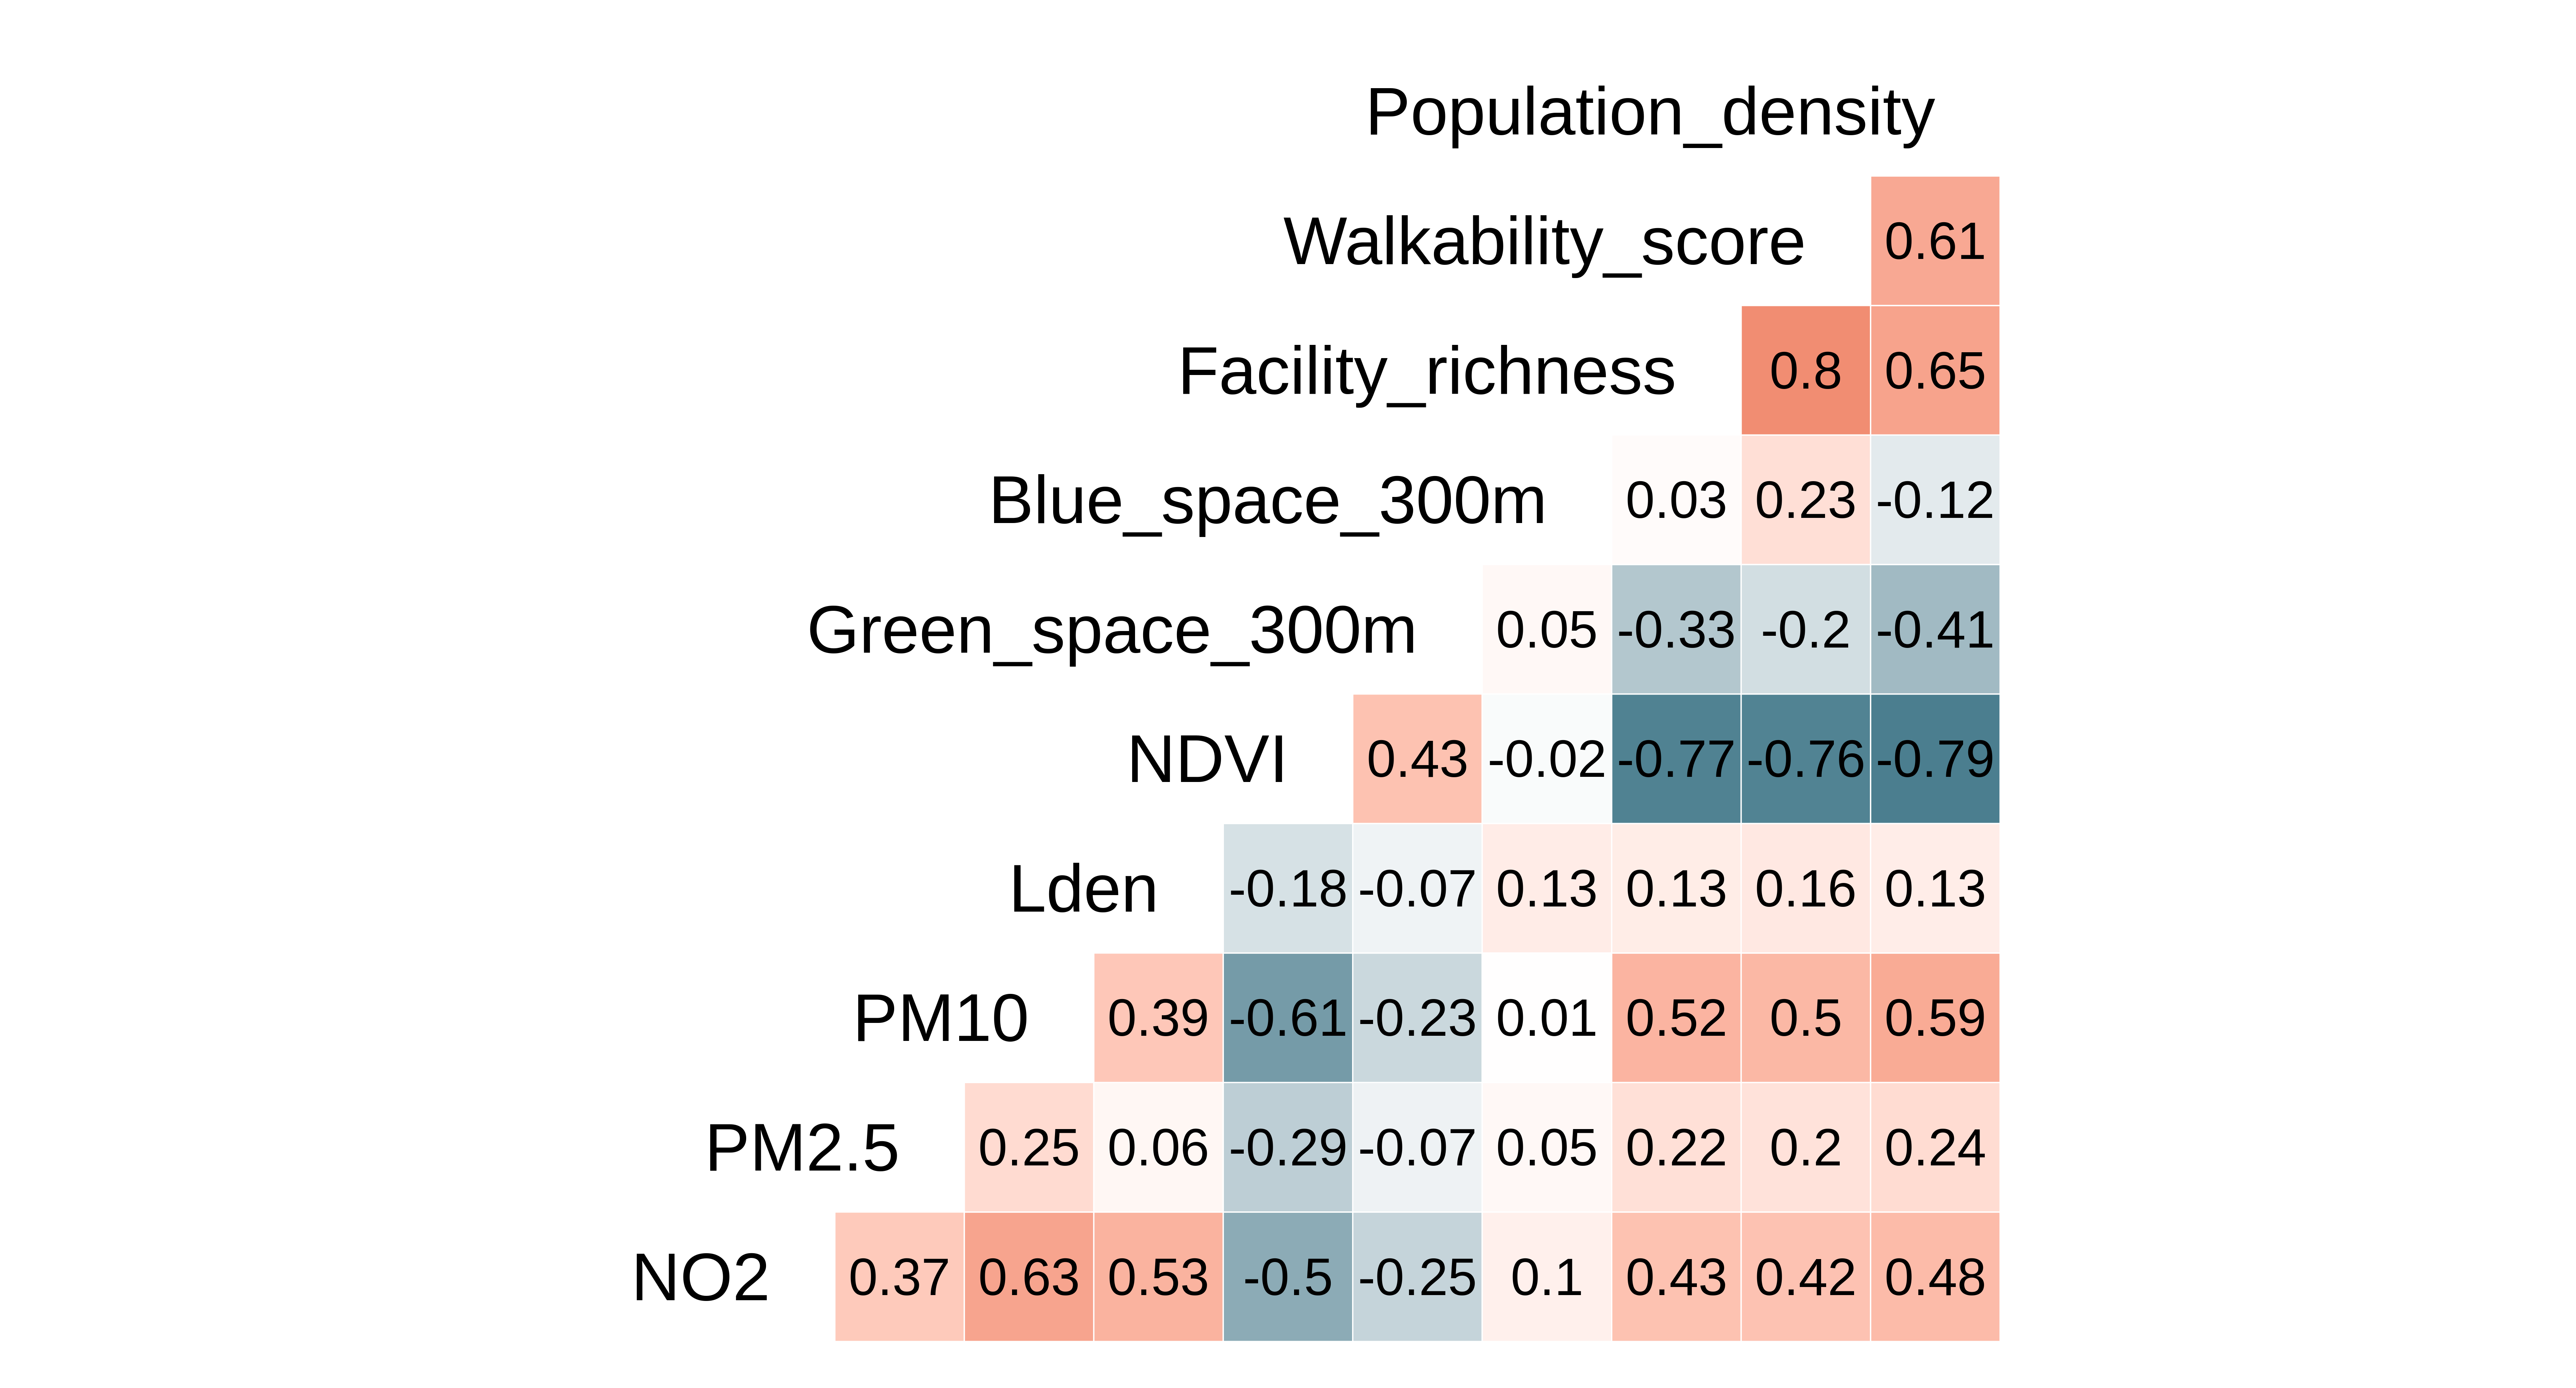 Population_density
Walkability_score 0.61
Facility_richness 0.8 0.65
Blue_space_300m 0.03 0.23 -0.12
Green_space_300m 0.05 -0.33 -0.2 -0.41
NDVI 0.43 -0.02 -0.77 -0.76 -0.79
Lden -0.18 -0.07 0.13 0.13 0.16 0.13
PM10 0.39 -0.61 -0.23 0.01 0.52 0.5 0.59
PM2.5 0.25 0.06 -0.29 -0.07 0.05 0.22 0.2 0.24
NO2 0.37 0.63 0.53 -0.5 -0.25 0.1 0.43 0.42 0.48